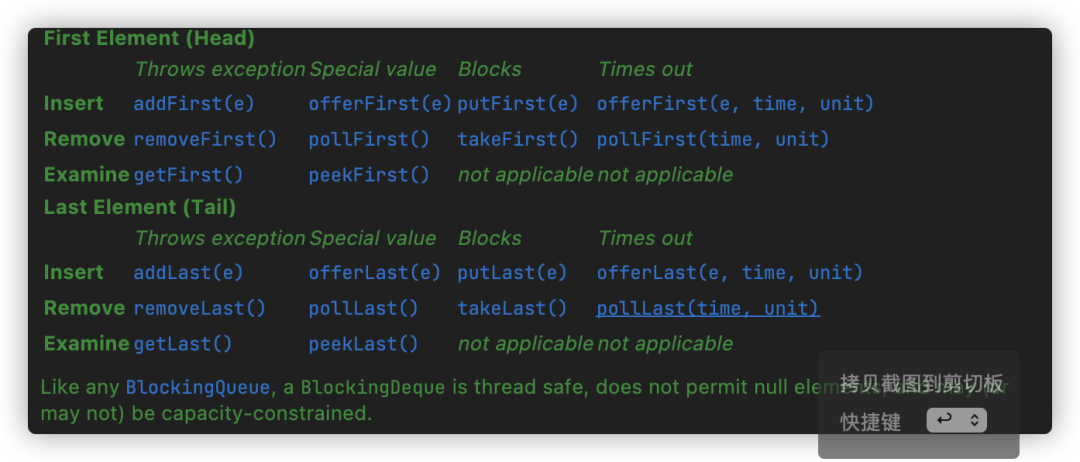 First Element (Head)
Throws exception Special value Blocks Times out
Insert addFirst(e) offerFirst(e) putFirst(e) offerFirst(e, time, unit)
Remove removeFirst() pollFirst() takeFirst() pollFirst(time, unit)
Examine getFirst() peekFirst() not applicable not applicable
Last Element (Tail)
Throws exception Special value Blocks Times out
Insert addLast(e) offerLast(e) putLast(e) offerLast(e, time, unit)
Remove removeLast() pollLast() takeLast() pollLast(time, unit)
Examine getLast() peekLast() not applicable not applicable
Like any BlockingQueue, a BlockingDeque is thread safe, does not permit null elements, and may (or
may not) be capacity-constrained.
拷贝截图到剪切板
快捷键